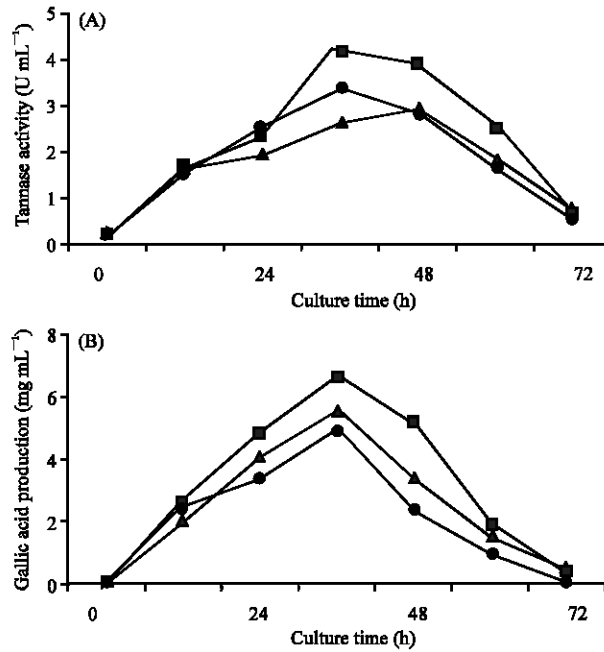 (A)
Tannase activity (U mL⁻¹)
5
4
3
2
1
0
0 24 48 72
Culture time (h)
(B)
Gallic acid production (mg mL⁻¹)
8
6
4
2
0
0 24 48 72
Culture time (h)